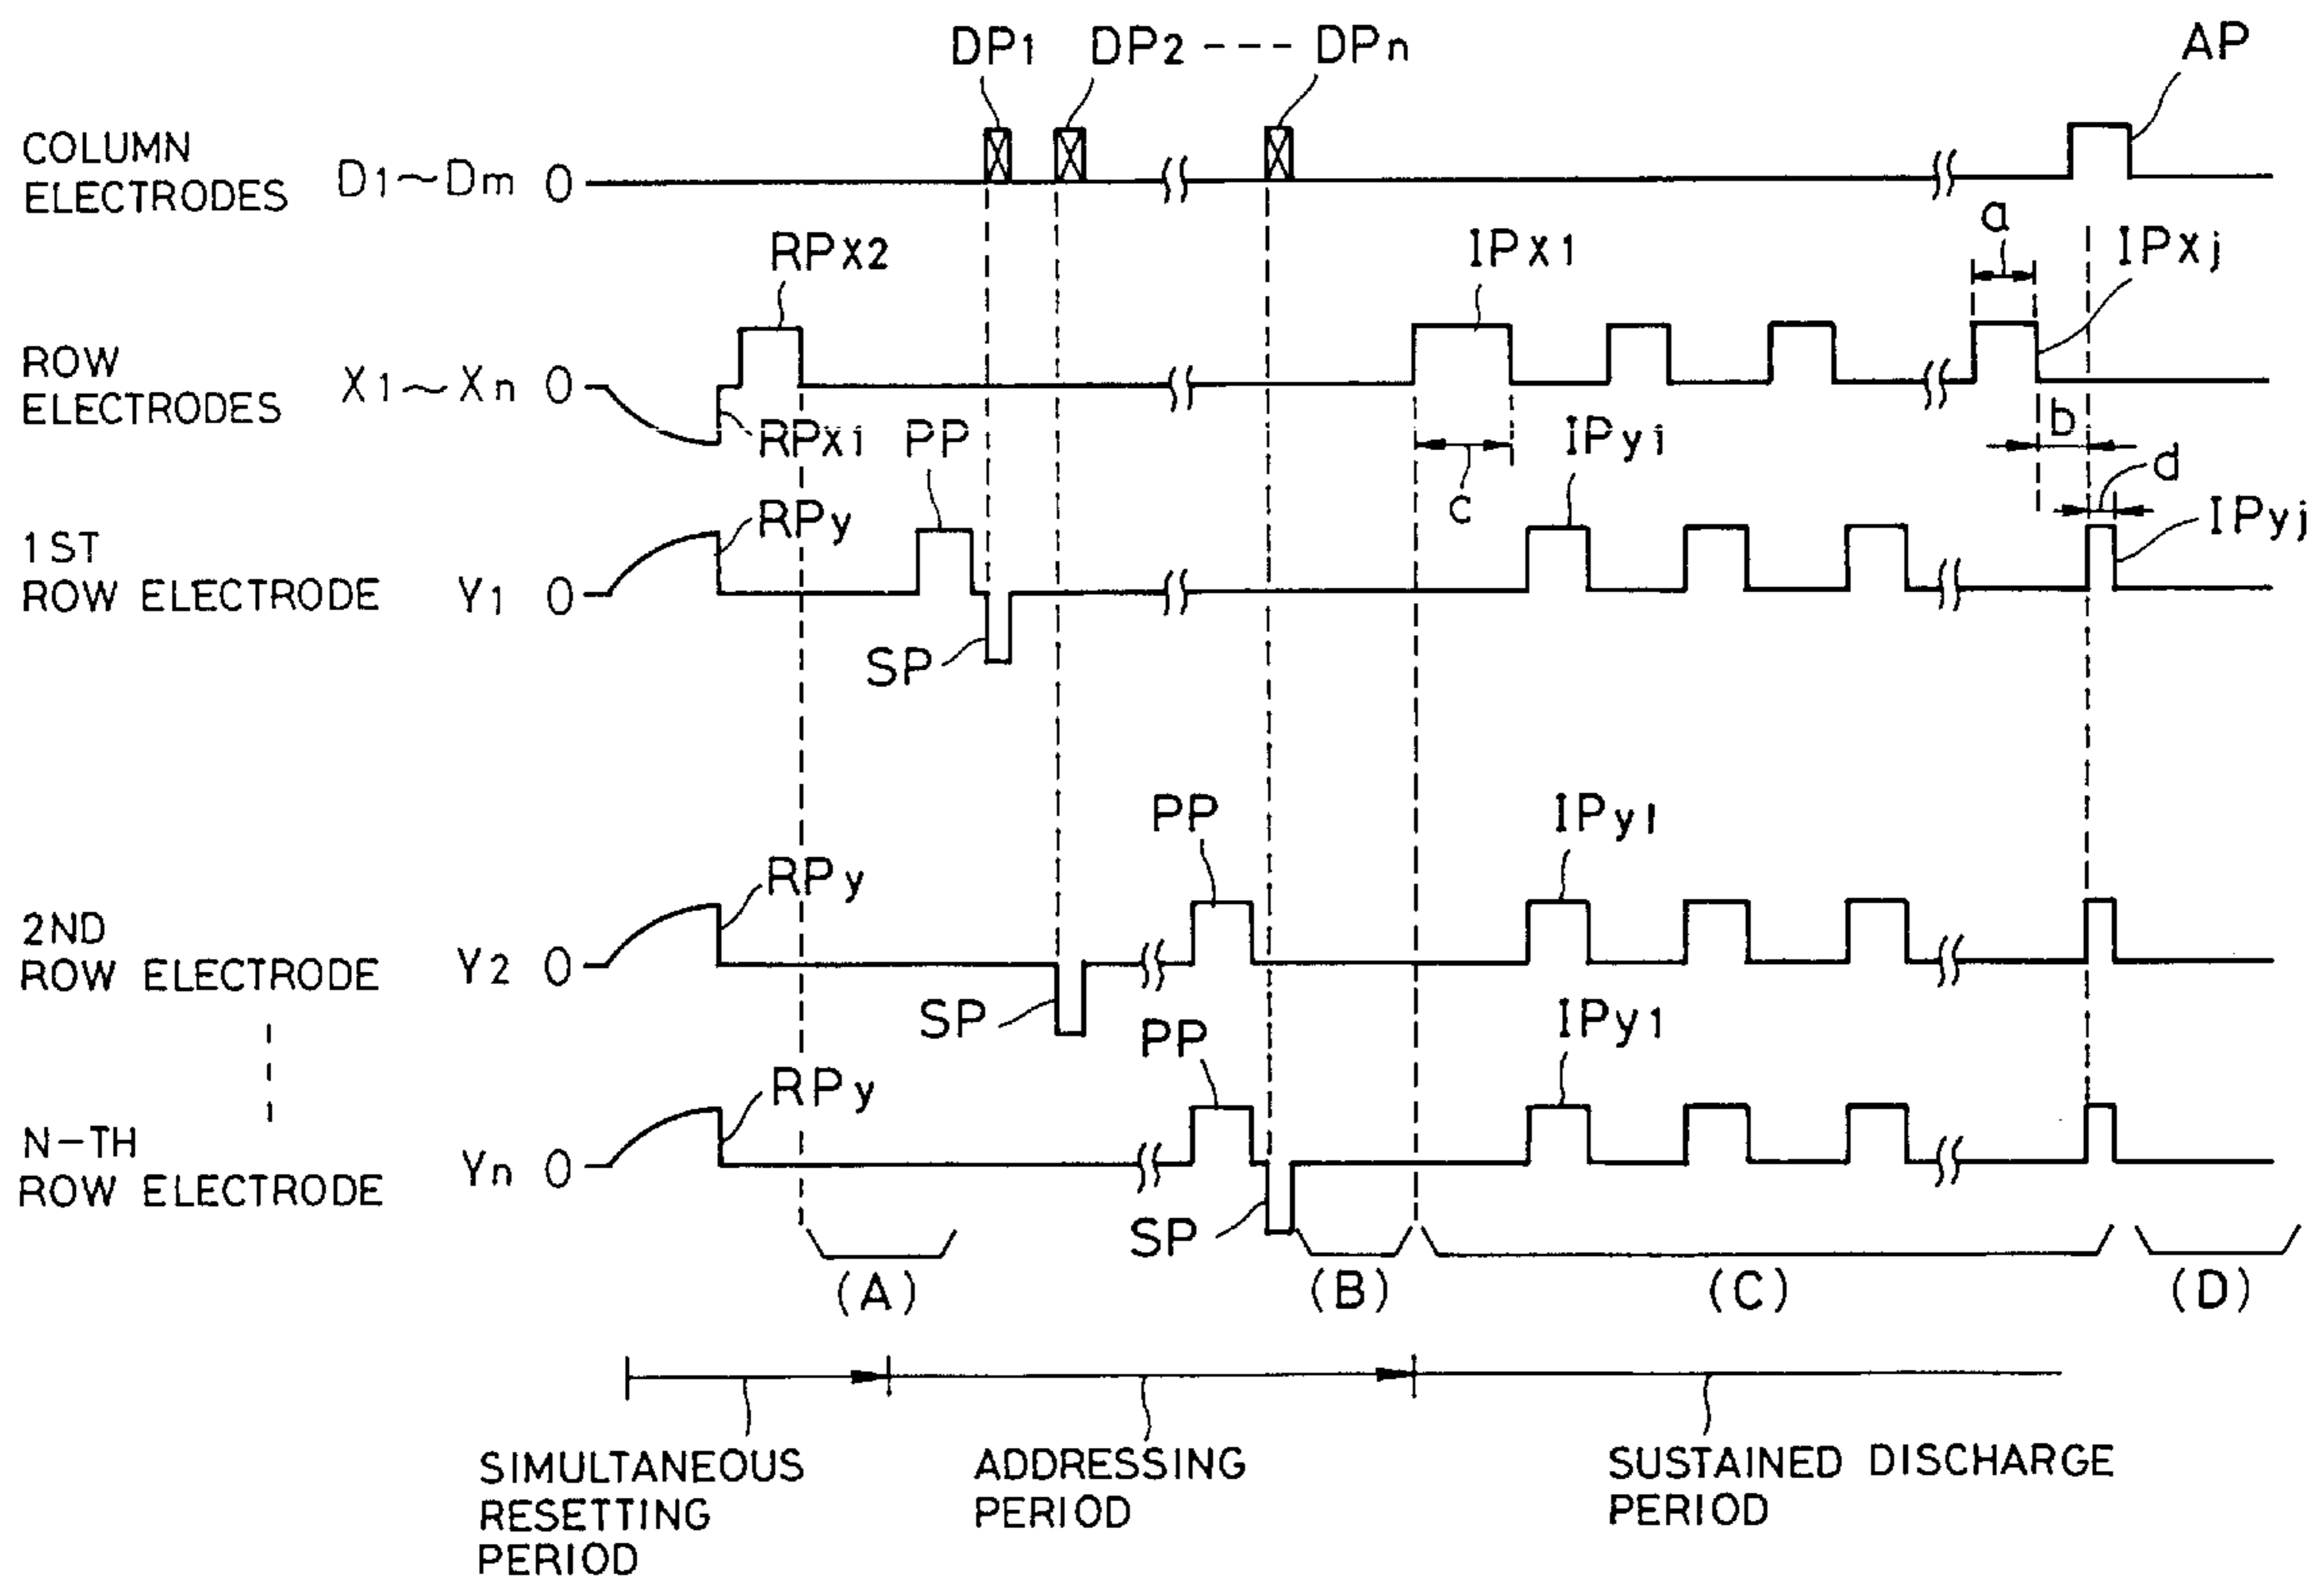 DP1 DP2 ---- DPn AP
COLUMN
ELECTRODES
D1~Dm 0
a
RPX2 IPX1 IPXj
ROW
ELECTRODES
X1~Xn 0
b
RPX1 PP IPy1
c
d
RPy IPyj
1ST
ROW ELECTRODE
Y1 0
SP
PP IPy1
RPy
2ND
ROW ELECTRODE
Y2 0
SP PP IPy1
RPy
N-TH
ROW ELECTRODE
Yn 0
SP
(A) (B) (C) (D)
SIMULTANEOUS
RESETTING
PERIOD
ADDRESSING
PERIOD
SUSTAINED DISCHARGE
PERIOD